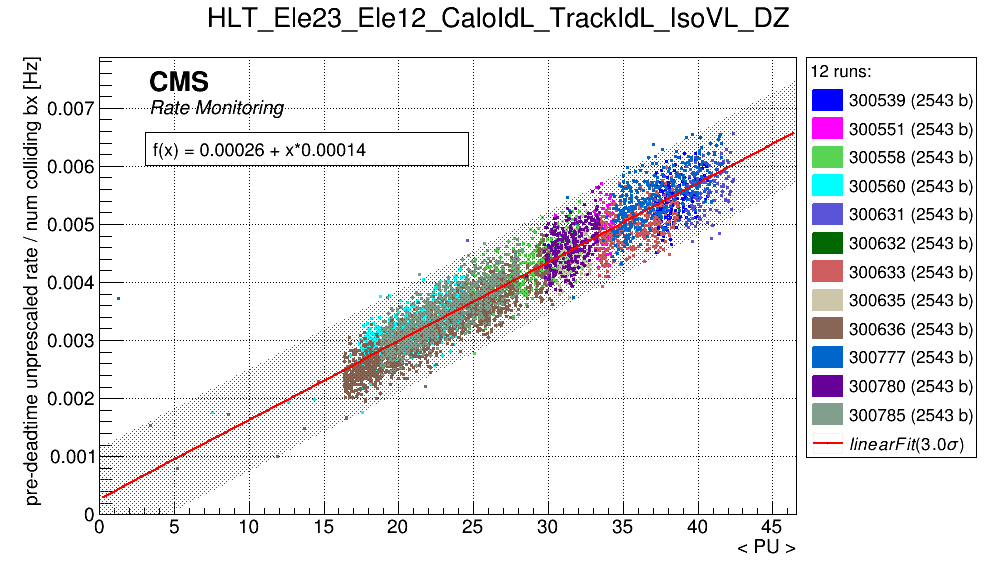 HLT_Ele23_Ele12_CaloIdL_TrackIdL_IsoVL_DZ
pre-deadtime unprescaled rate / num colliding bx [Hz]
CMS
Rate Monitoring
f(x) = 0.00026 + x*0.00014
0.007
0.006
0.005
0.004
0.003
0.002
0.001
0
0 5 10 15 20 25 30 35 40 45
< PU >
12 runs:
300539 (2543 b)
300551 (2543 b)
300558 (2543 b)
300560 (2543 b)
300631 (2543 b)
300632 (2543 b)
300633 (2543 b)
300635 (2543 b)
300636 (2543 b)
300777 (2543 b)
300780 (2543 b)
300785 (2543 b)
linearFit(3.0σ)